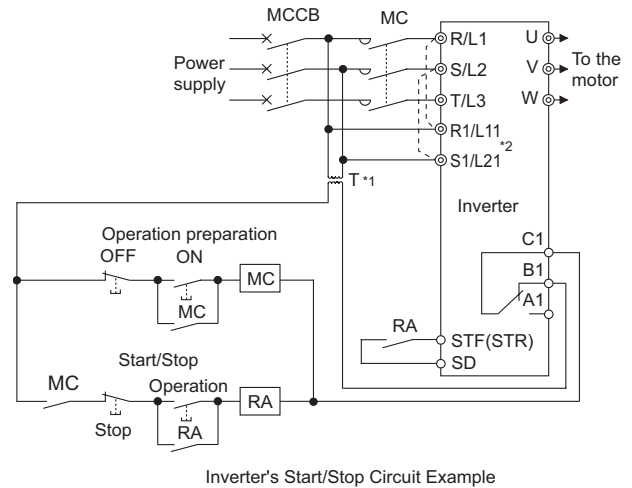 MCCB MC
R/L1 U
Power supply
S/L2 V To the motor
T/L3 W
R1/L11
*2
S1/L21
T *1
Inverter
Operation preparation
OFF ON
MC
MC
C1
B1
A1
RA
STF(STR)
SD
Start/Stop
MC
Operation
RA
Stop
RA
Inverter's Start/Stop Circuit Example